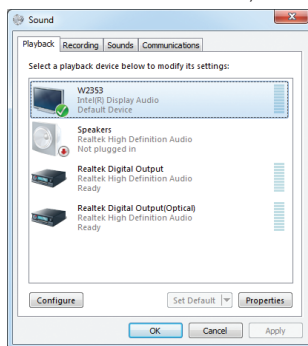 Sound
Playback Recording Sounds Communications
Select a playback device below to modify its settings:
W2353
Intel(R) Display Audio
Default Device
Speakers
Realtek High Definition Audio
Not plugged in
Realtek Digital Output
Realtek High Definition Audio
Ready
Realtek Digital Output(Optical)
Realtek High Definition Audio
Ready
Configure Set Default Properties
OK Cancel Apply